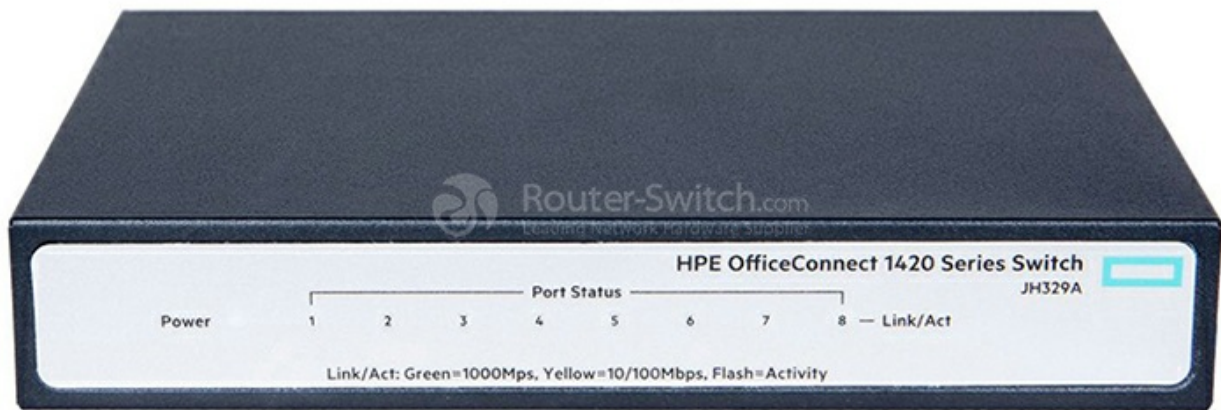 Router-Switch.com
Leading Network Hardware Supplier
HPE OfficeConnect 1420 Series Switch
JH329A
Port Status
Power 1 2 3 4 5 6 7 8 — Link/Act
Link/Act: Green=1000Mps, Yellow=10/100Mbps, Flash=Activity